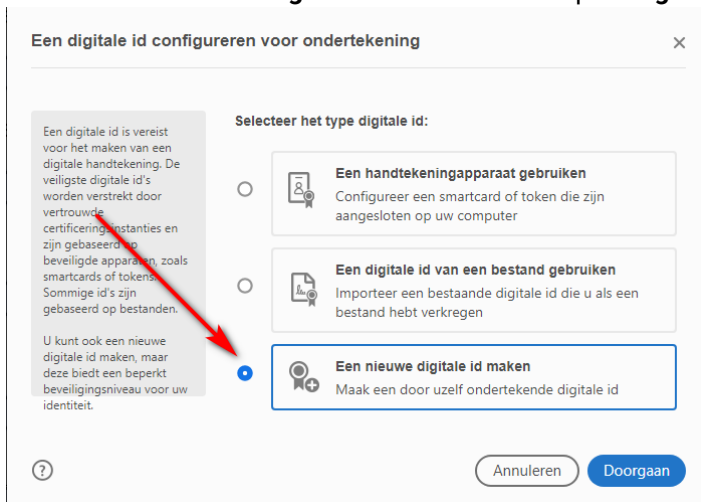 Een digitale id configureren voor ondertekening
Een digitale id is vereist
voor het maken van een
digitale handtekening. De
veiligste digitale id's
worden verstrekt door
vertrouwde
certificeringsinstanties en
zijn gebaseerd op
beveiligde apparaten, zoals
smartcards of tokens.
Sommige id's zijn
gebaseerd op bestanden.
U kunt ook een nieuwe
digitale id maken, maar
deze biedt een beperkt
beveiligingsniveau voor uw
identiteit.
Selecteer het type digitale id:
Een handtekeningapparaat gebruiken
Configureer een smartcard of token die zijn
aangesloten op uw computer
Een digitale id van een bestand gebruiken
Importeer een bestaande digitale id die u als een
bestand hebt verkregen
Een nieuwe digitale id maken
Maak een door uzelf ondertekende digitale id
Annuleren
Doorgaan